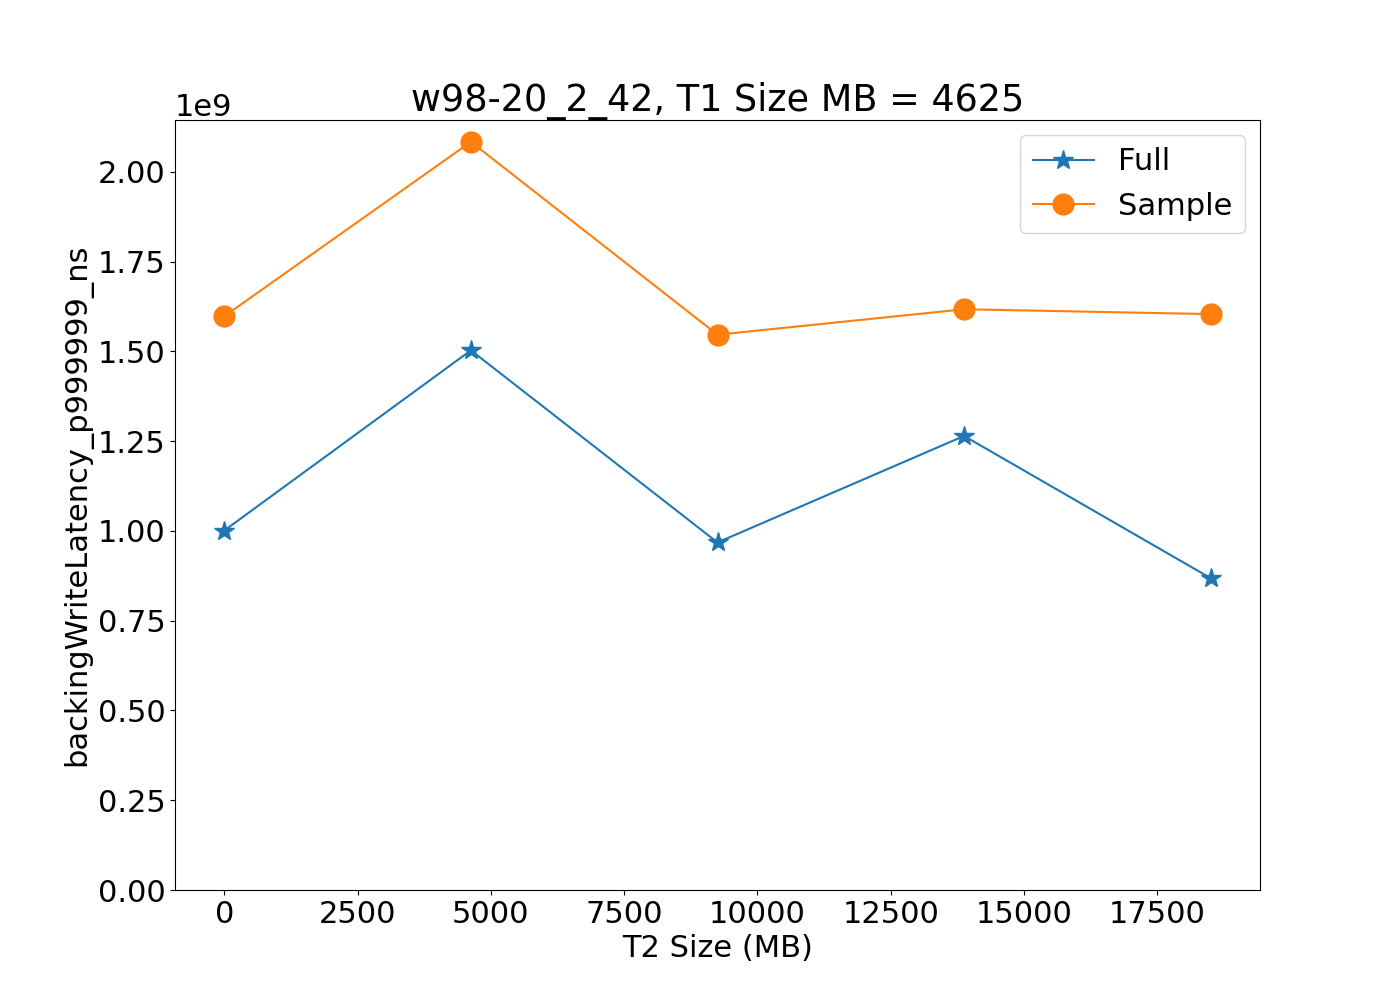 w98-20_2_42, T1 Size MB = 4625
1e9
Full
Sample
backingWriteLatency_p999999_ns
2.00
1.75
1.50
1.25
1.00
0.75
0.50
0.25
0.00
0 2500 5000 7500 10000 12500 15000 17500
T2 Size (MB)